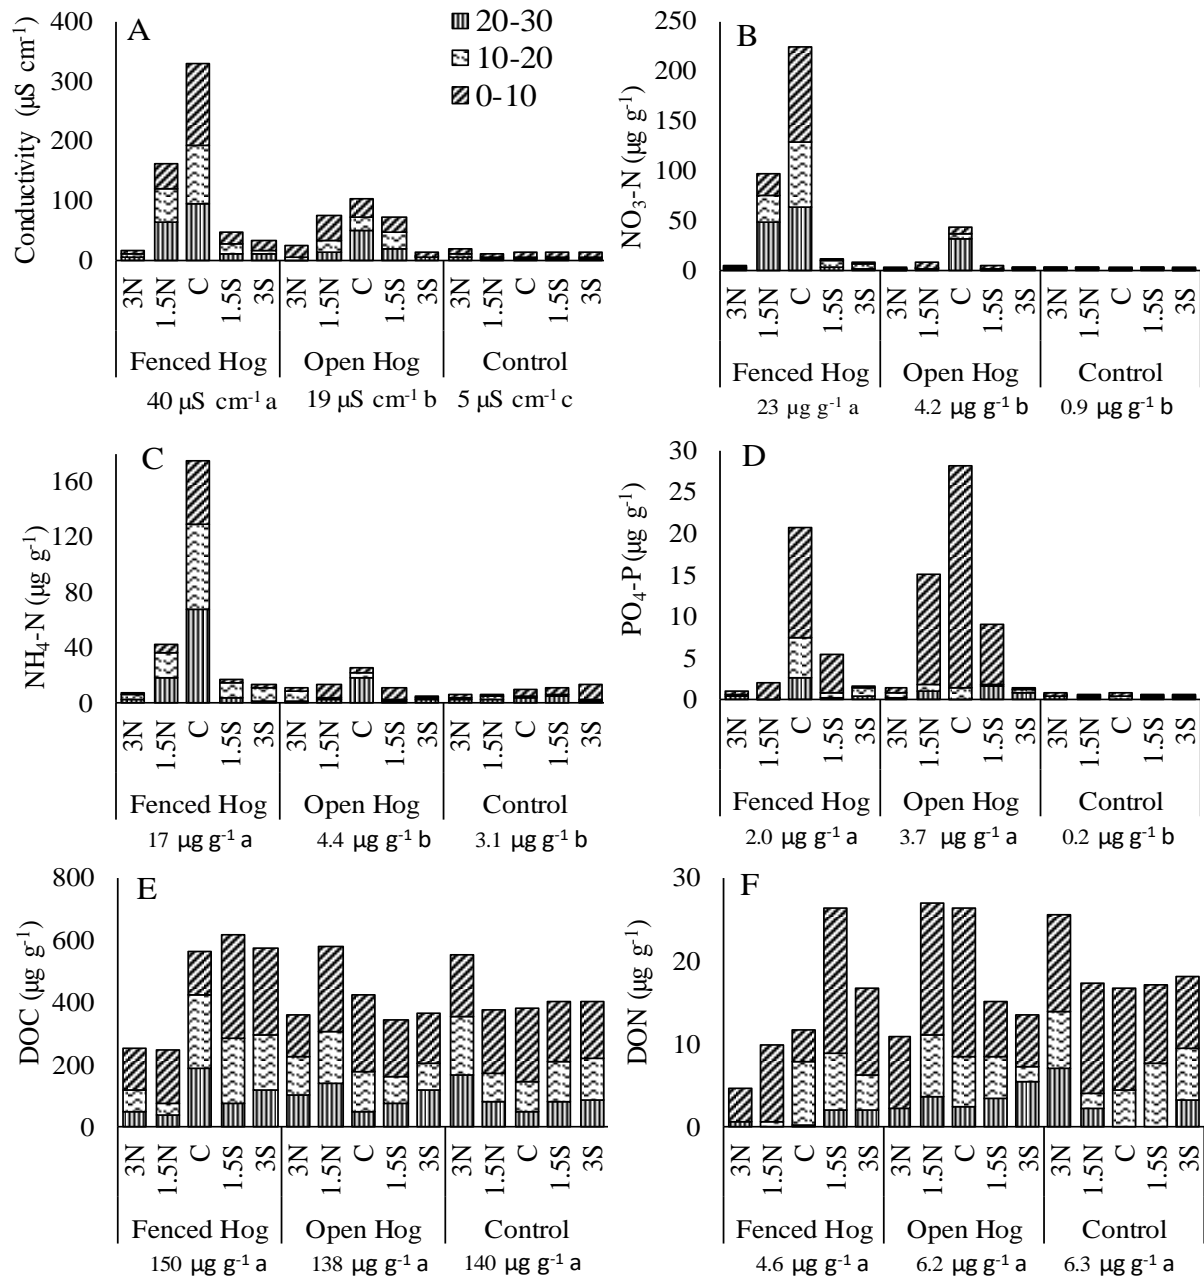 A
Conductivity (µS cm-1)
400
300
200
100
0
20-30
10-20
0-10
3N 1.5N C 1.5S 3S 3N 1.5N C 1.5S 3S 3N 1.5N C 1.5S 3S
Fenced Hog Open Hog Control
40 µS cm-1 a 19 µS cm-1 b 5 µS cm-1 c
B
NO3-N (µg g-1)
250
200
150
100
50
0
3N 1.5N C 1.5S 3S 3N 1.5N C 1.5S 3S 3N 1.5N C 1.5S 3S
Fenced Hog Open Hog Control
23 µg g-1 a 4.2 µg g-1 b 0.9 µg g-1 b
C
NH4-N (µg g-1)
160
120
80
40
0
3N 1.5N C 1.5S 3S 3N 1.5N C 1.5S 3S 3N 1.5N C 1.5S 3S
Fenced Hog Open Hog Control
17 µg g-1 a 4.4 µg g-1 b 3.1 µg g-1 b
D
PO4-P (µg g-1)
30
25
20
15
10
5
0
3N 1.5N C 1.5S 3S 3N 1.5N C 1.5S 3S 3N 1.5N C 1.5S 3S
Fenced Hog Open Hog Control
2.0 µg g-1 a 3.7 µg g-1 a 0.2 µg g-1 b
E
DOC (µg g-1)
800
600
400
200
0
3N 1.5N C 1.5S 3S 3N 1.5N C 1.5S 3S 3N 1.5N C 1.5S 3S
Fenced Hog Open Hog Control
150 µg g-1 a 138 µg g-1 a 140 µg g-1 a
F
DON (µg g-1)
30
20
10
0
3N 1.5N C 1.5S 3S 3N 1.5N C 1.5S 3S 3N 1.5N C 1.5S 3S
Fenced Hog Open Hog Control
4.6 µg g-1 a 6.2 µg g-1 a 6.3 µg g-1 a